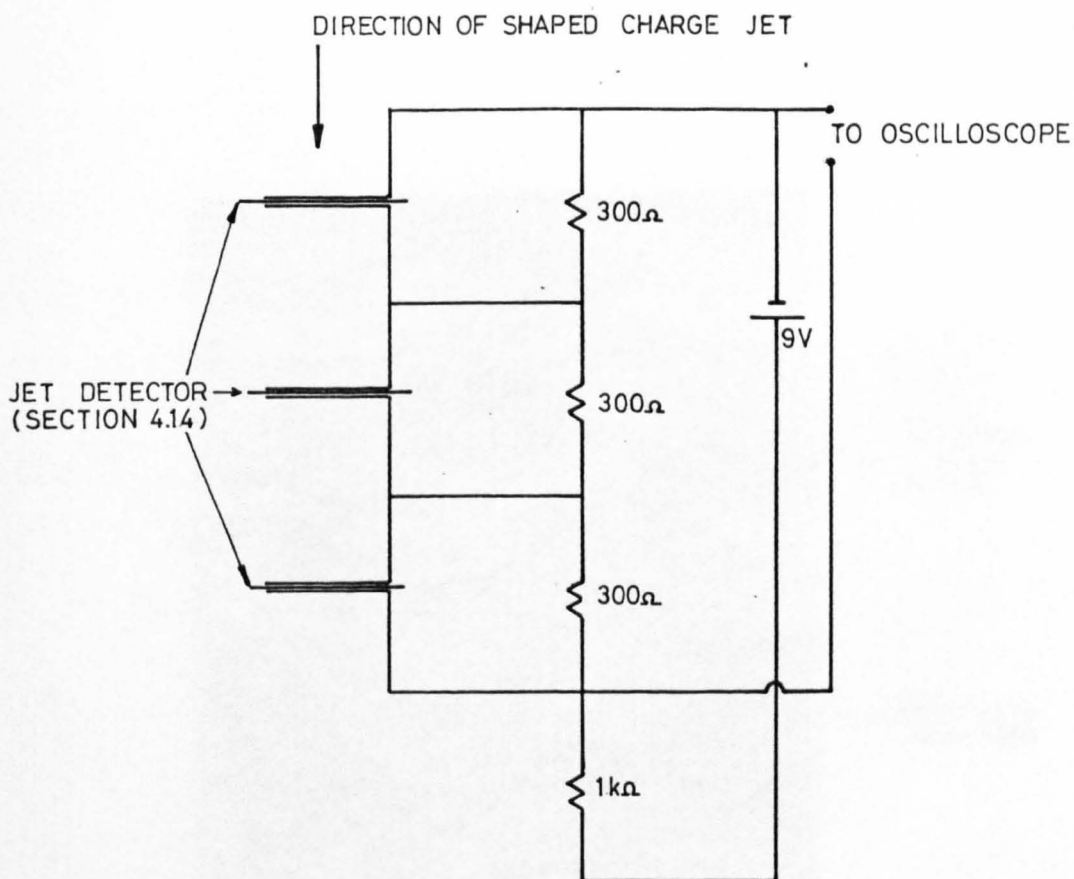 DIRECTION OF SHAPED CHARGE JET
TO OSCILLOSCOPE
300Ω
9V
JET DETECTOR
(SECTION 4.14)
300Ω
300Ω
1kΩ